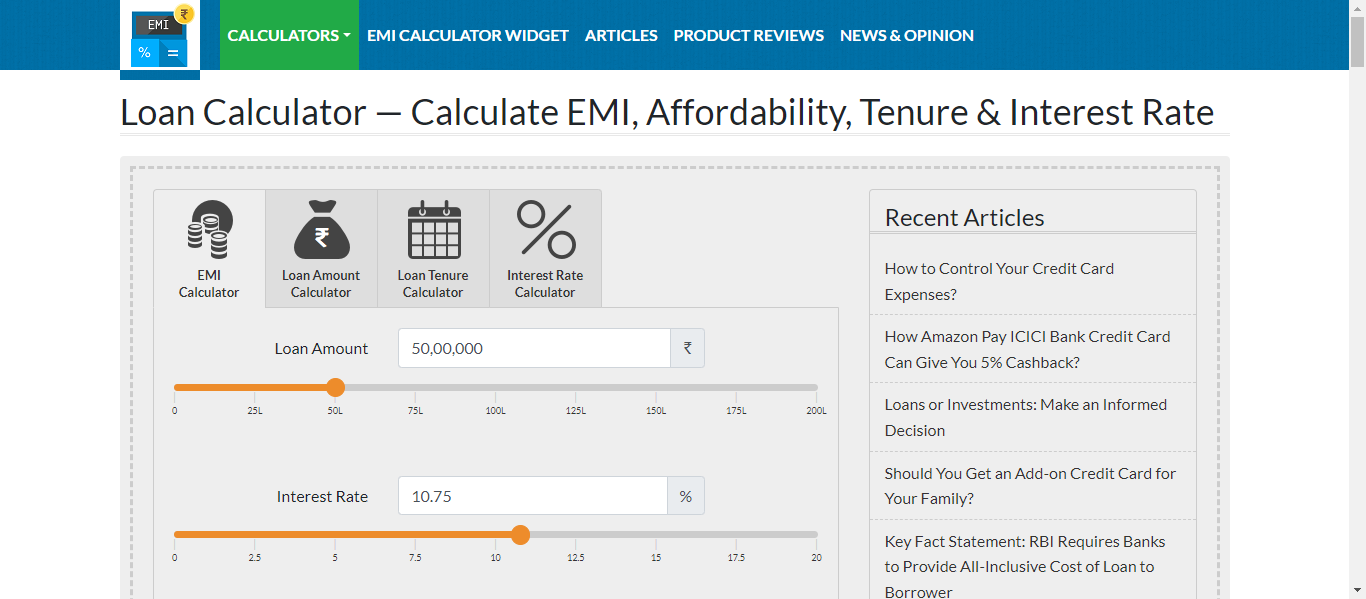 EMI
₹
%
=
CALCULATORS
EMI CALCULATOR WIDGET
ARTICLES
PRODUCT REVIEWS
NEWS & OPINION
Loan Calculator — Calculate EMI, Affordability, Tenure & Interest Rate
EMI
Calculator
₹
Loan Amount
Calculator
Loan Tenure
Calculator
Interest Rate
Calculator
Loan Amount
50,00,000
₹
0 25L 50L 75L 100L 125L 150L 175L 200L
Interest Rate
10.75
%
0 2.5 5 7.5 10 12.5 15 17.5 20
Recent Articles
How to Control Your Credit Card
Expenses?
How Amazon Pay ICICI Bank Credit Card
Can Give You 5% Cashback?
Loans or Investments: Make an Informed
Decision
Should You Get an Add-on Credit Card for
Your Family?
Key Fact Statement: RBI Requires Banks
to Provide All-Inclusive Cost of Loan to
Borrower